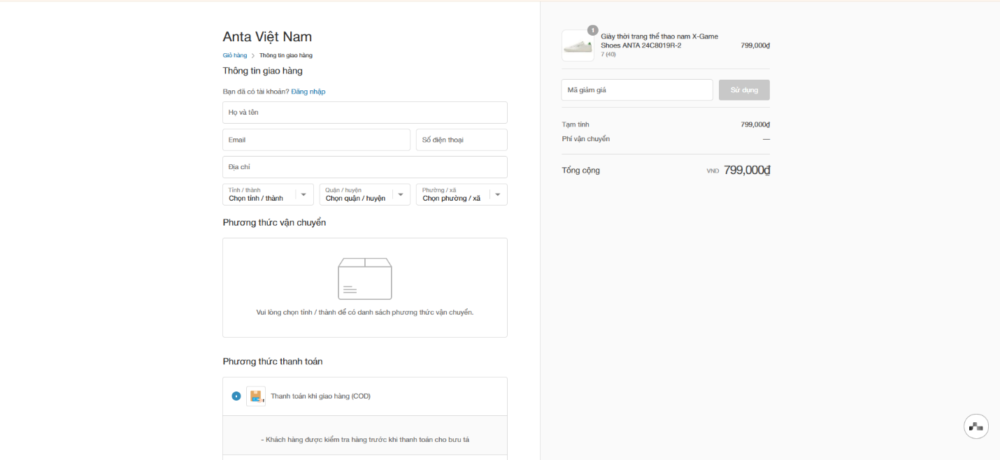 Anta Việt Nam
Giỏ hàng > Thông tin giao hàng
Thông tin giao hàng
Bạn đã có tài khoản? Đăng nhập
Họ và tên
Email
Số điện thoại
Địa chỉ
Tỉnh / thành
Chọn tỉnh / thành
Quận / huyện
Chọn quận / huyện
Phường / xã
Chọn phường / xã
Phương thức vận chuyển
Vui lòng chọn tỉnh / thành để có danh sách phương thức vận chuyển.
Phương thức thanh toán
Thanh toán khi giao hàng (COD)
- Khách hàng được kiểm tra hàng trước khi thanh toán cho bưu tá
1
Giày thời trang thể thao nam X-Game
Shoes ANTA 24C8019R-2
7 (40)
799,000₫
Mã giảm giá
Sử dụng
Tạm tính
799,000₫
Phí vận chuyển
—
Tổng cộng
VND 799,000₫